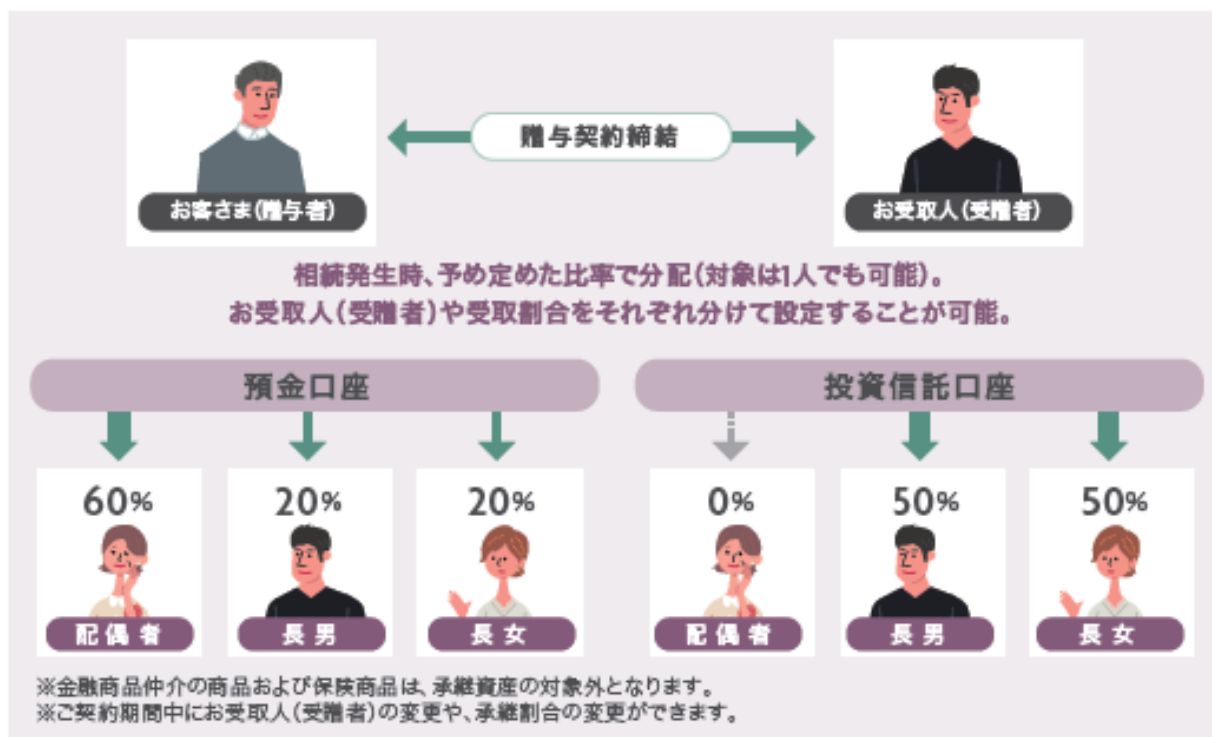 贈与契約締結
お客さま(贈与者)
お受取人(受贈者)
相続発生時、予め定めた比率で分配(対象は1人でも可能)。
お受取人(受贈者)や受取割合をそれぞれ分けて設定することが可能。
預金口座
投資信託口座
60%
20%
20%
0%
50%
50%
配偶者
長男
長女
配偶者
長男
長女
※金融商品仲介の商品および保険商品は、承継資産の対象外となります。
※ご契約期間中にお受取人(受贈者)の変更や、承継割合の変更ができます。